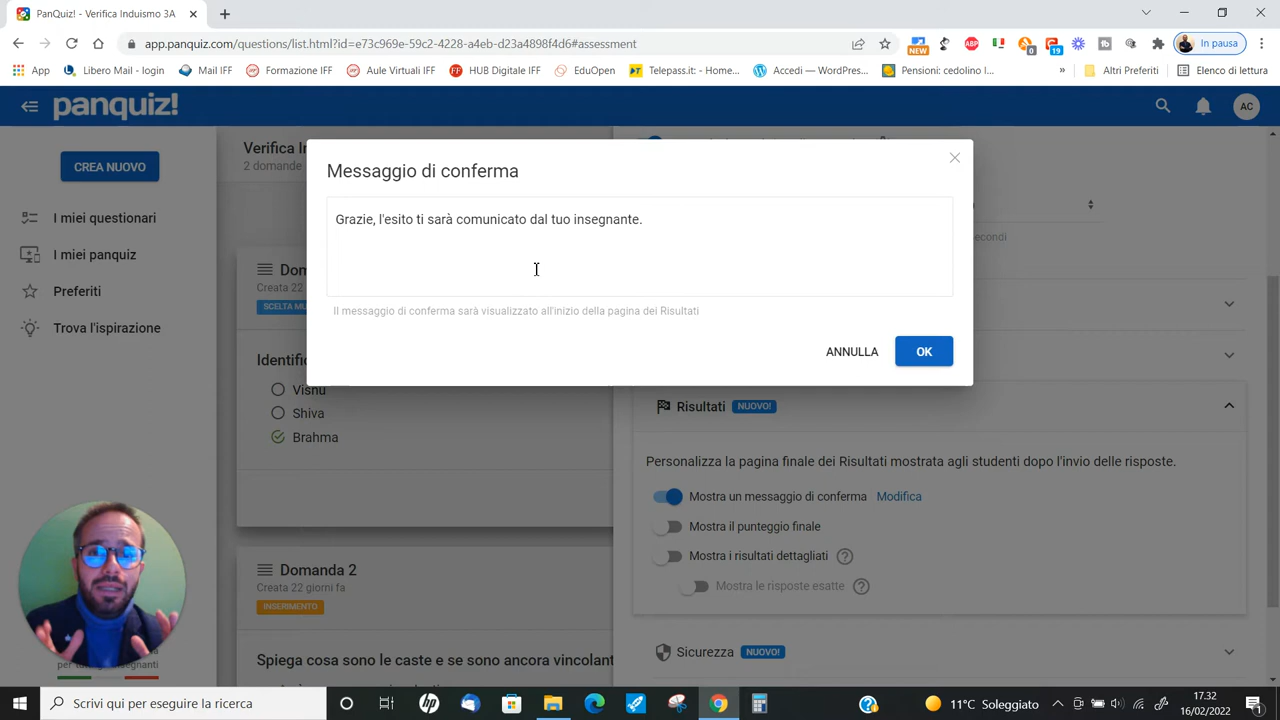 PanQuiz! - Verifica Induismo 3A
app.panquiz.com/questions/list.html?id=73c969e-59c2-4228-a4eb-d23a4898f4d6#assessment
NEW
ABP
0
19
In pausa
App
Libero Mail - login
Mail IFF
Formazione IFF
Aule Virtuali IFF
HUB Digitale IFF
EduOpen
Telepass.it: - Home...
Accedi — WordPress...
Pensioni: cedolino I...
»
Altri Preferiti
Elenco di lettura
panquiz!
AC
CREA NUOVO
I miei questionari
I miei panquiz
Preferiti
Trova l'ispirazione
Verifica In
2 domande
Messaggio di conferma
Grazie, l'esito ti sarà comunicato dal tuo insegnante.
Il messaggio di conferma sarà visualizzato all'inizio della pagina dei Risultati
ANNULLA
OK
econdi
Dom
Creata 22
SCELTA MU
Identific
Visnu
Shiva
Brahma
Risultati NUOVO!
Personalizza la pagina finale dei Risultati mostrata agli studenti dopo l'invio delle risposte.
Mostra un messaggio di conferma Modifica
Mostra il punteggio finale
Mostra i risultati dettagliati ?
Mostra le risposte esatte ?
Domanda 2
Creata 22 giorni fa
INSERIMENTO
Spiega cosa sono le caste e se sono ancora vincolant
Sicurezza NUOVO!
Scrivi qui per eseguire la ricerca
hp
11°C Soleggiato
17.32
16/02/2022